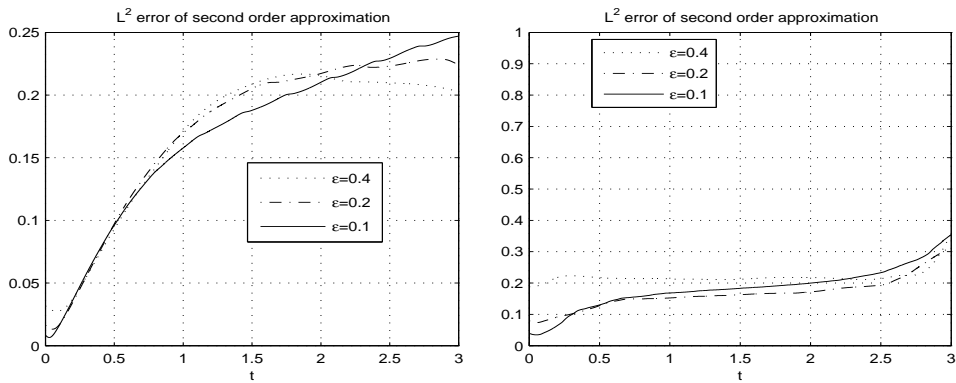 L² error of second order approximation
0.25
0.2
0.15
0.1
0.05
0
ε=0.4
ε=0.2
ε=0.1
0 0.5 1 1.5 2 2.5 3
t
L² error of second order approximation
1
0.9
0.8
0.7
0.6
0.5
0.4
0.3
0.2
0.1
0
ε=0.4
ε=0.2
ε=0.1
0 0.5 1 1.5 2 2.5 3
t